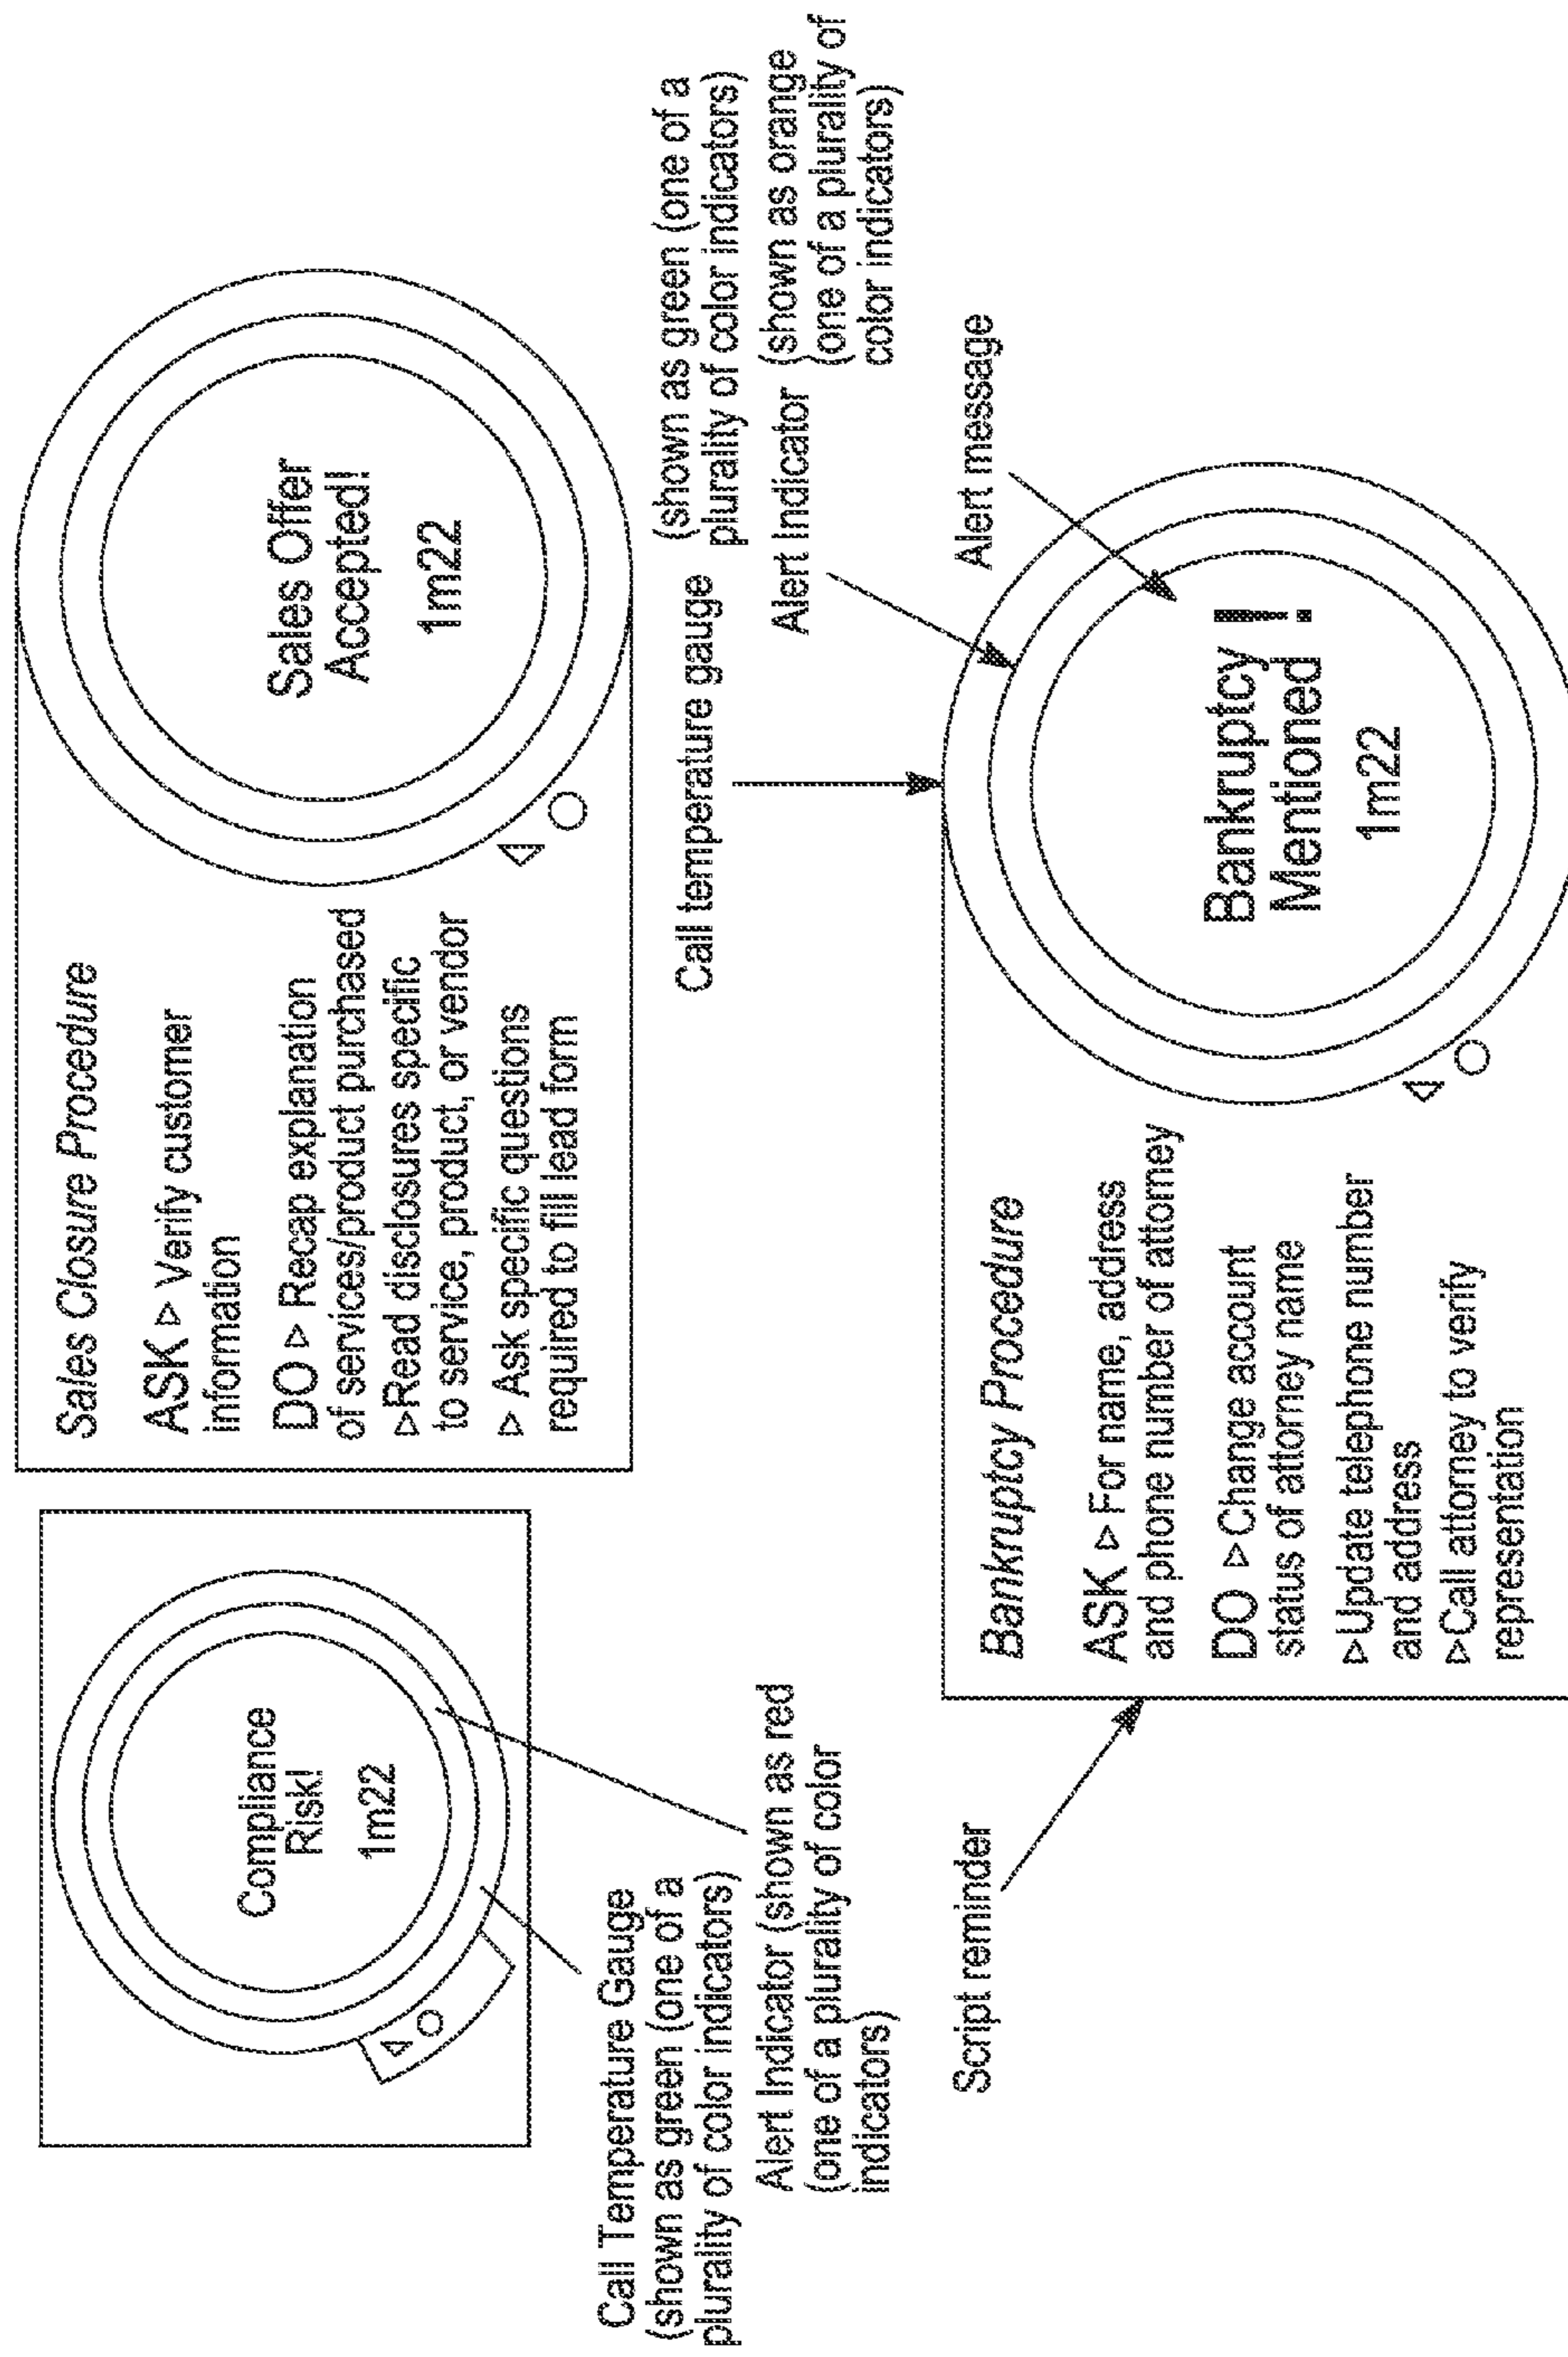 Compliance
Risk!
1m22
Call Temperature Gauge
(shown as green (one of a
plurality of color indicators)
Alert Indicator (shown as red
(one of a plurality of color
indicators)
Sales Closure Procedure
ASK ▹ Verify customer
information
DO ▹ Recap explanation
of services/product purchased
▹Read disclosures specific
to service, product, or vendor
▹ Ask specific questions
required to fill lead form
Sales Offer
Accepted!
1m22
Call temperature gauge
(shown as green (one of a
plurality of color indicators)
Alert Indicator
(shown as orange
(one of a plurality of
color indicators)
Alert message
Script reminder
Bankruptcy Procedure
ASK ▹ For name, address
and phone number of attorney
DO ▹ Change account
status of attorney name
▹Update telephone number
and address
▹Call attorney to verify
representation
Bankruptcy !
Mentioned !
1m22